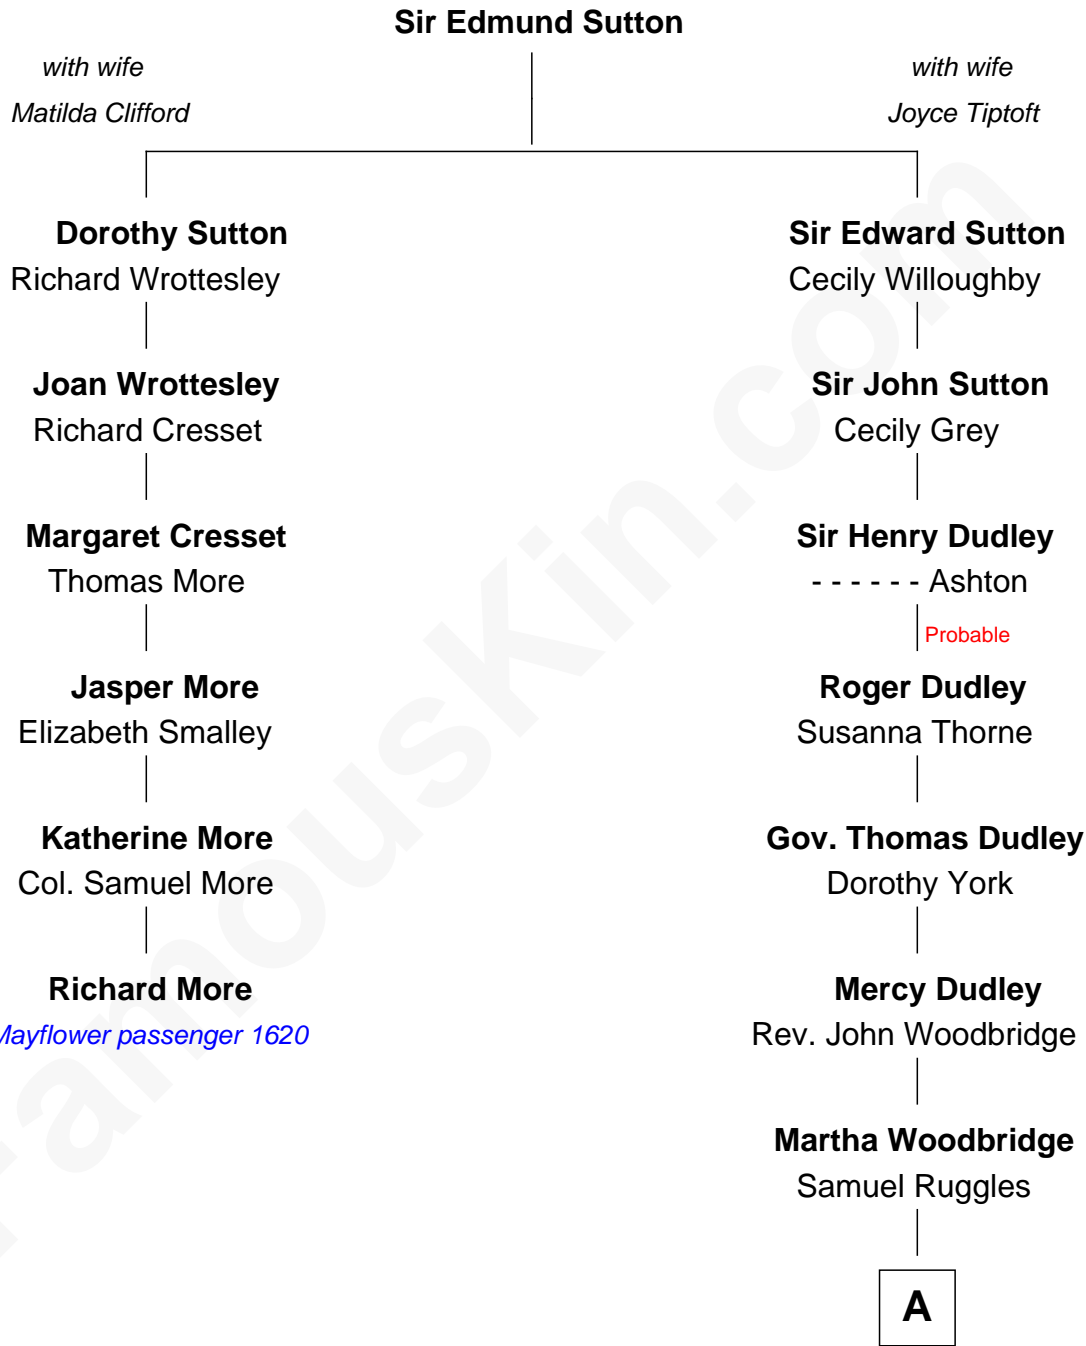 Sir Edmund Sutton
with wife
Matilda Clifford
with wife
Joyce Tiptoft
Dorothy Sutton
Richard Wrottesley
Sir Edward Sutton
Cecily Willoughby
Joan Wrottesley
Richard Cresset
Sir John Sutton
Cecily Grey
Margaret Cresset
Thomas More
Sir Henry Dudley
- - - - - - Ashton
Probable
Jasper More
Elizabeth Smalley
Roger Dudley
Susanna Thorne
Katherine More
Col. Samuel More
Gov. Thomas Dudley
Dorothy York
Richard More
Mayflower passenger 1620
Mercy Dudley
Rev. John Woodbridge
Martha Woodbridge
Samuel Ruggles
A
FamousKin.com